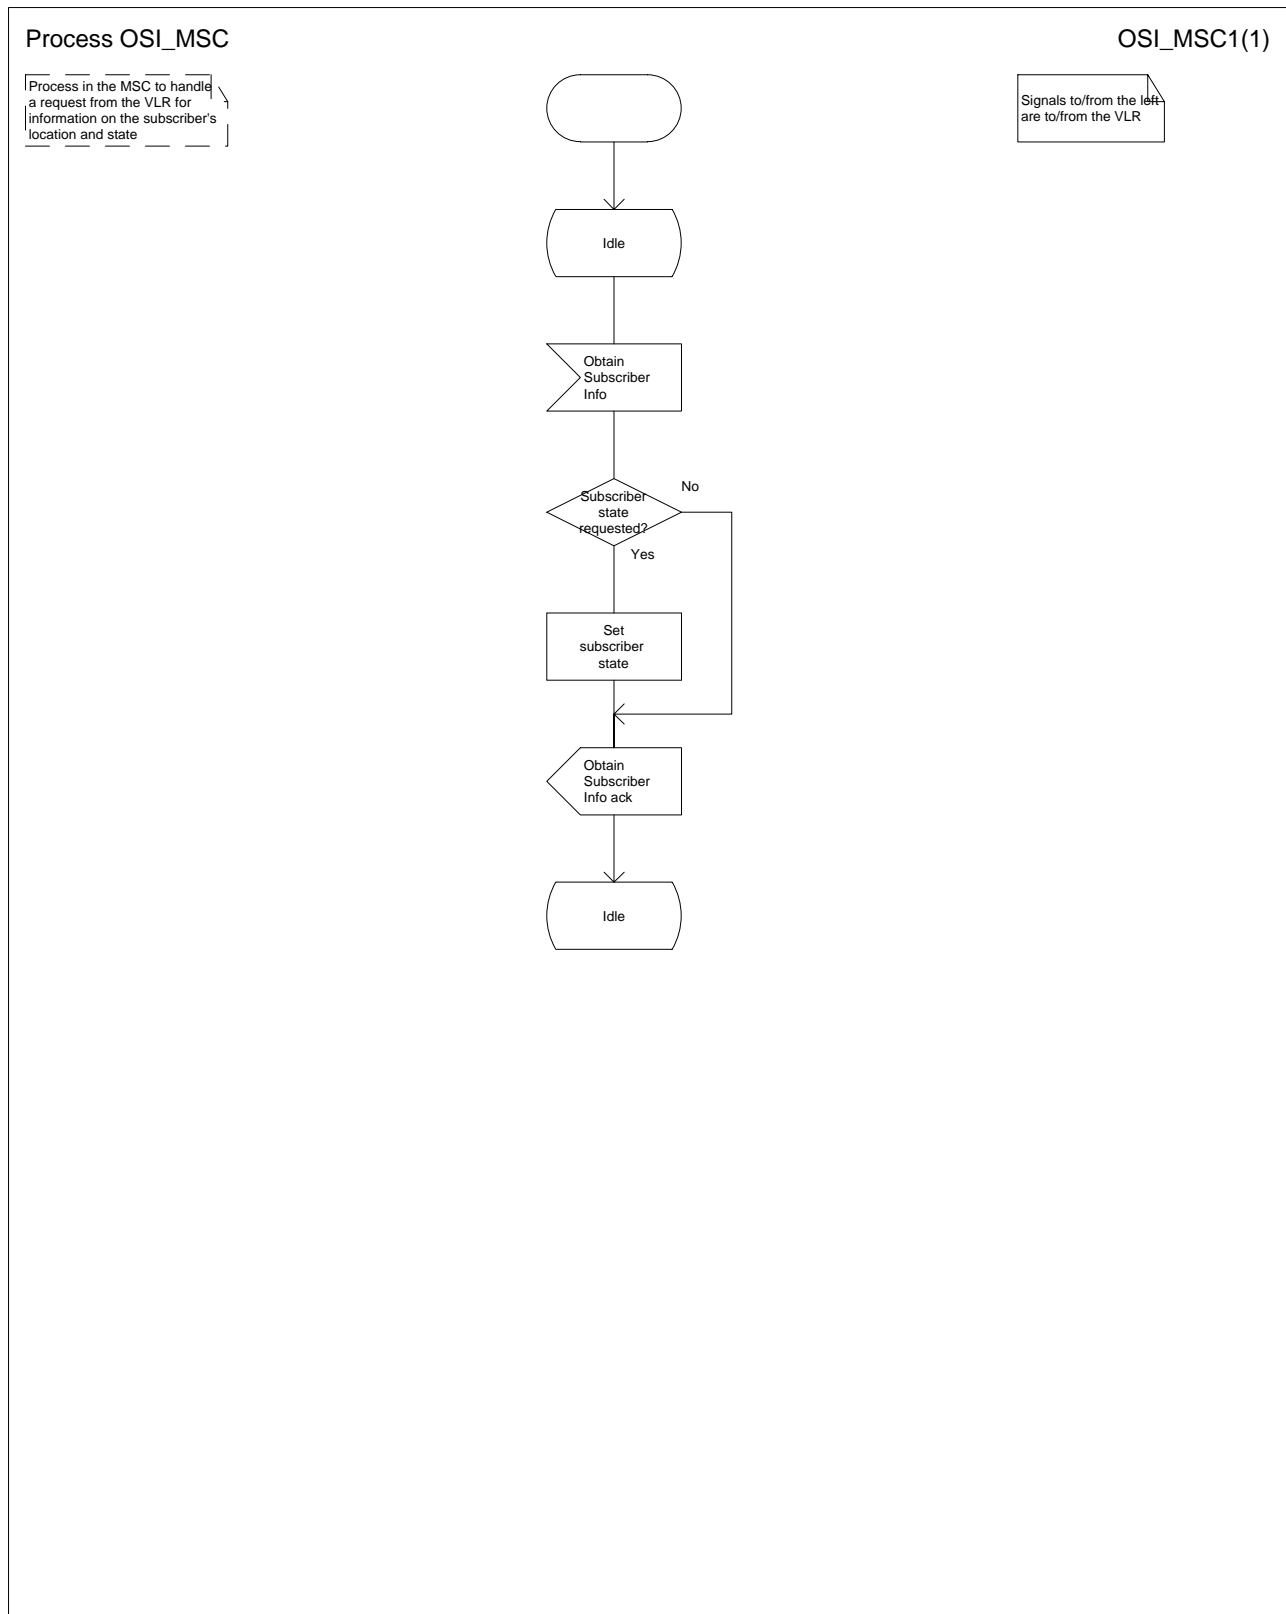 Process OSI_MSC
OSI_MSC1(1)
Process in the MSC to handle
a request from the VLR for
information on the subscriber's
location and state
Signals to/from the left
are to/from the VLR
Idle
Obtain
Subscriber
Info
Subscriber
state
requested?
No
Yes
Set
subscriber
state
Obtain
Subscriber
Info ack
Idle